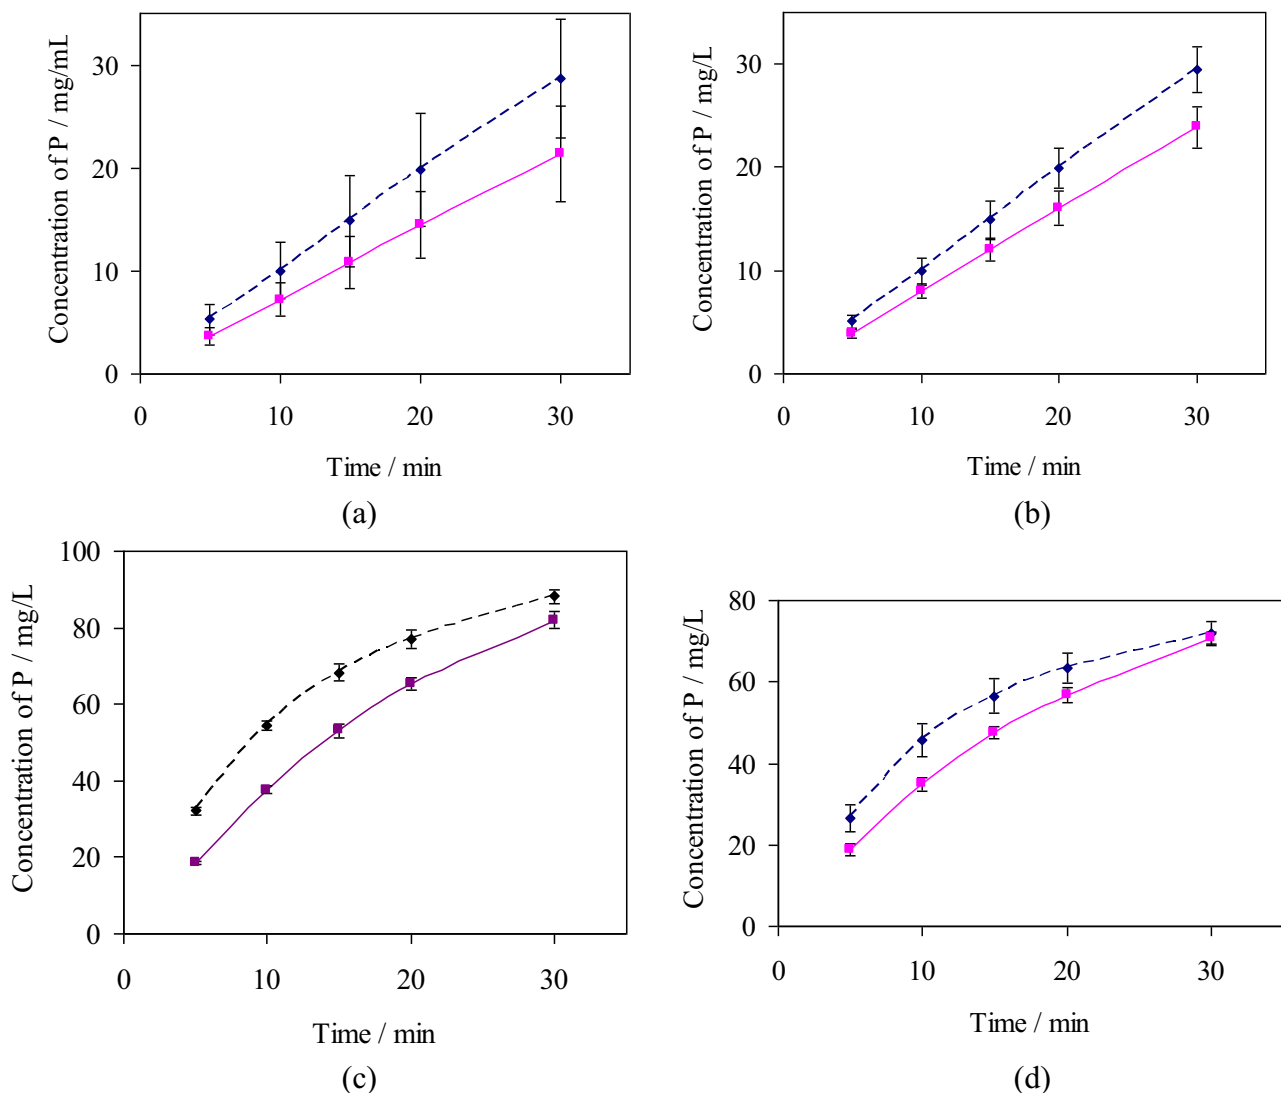 Concentration of P / mg/mL
30
20
10
0
0 10 20 30
Time / min
(a)
Concentration of P / mg/L
30
20
10
0
0 10 20 30
Time / min
(b)
Concentration of P / mg/L
100
80
60
40
20
0
0 10 20 30
Time / min
(c)
Concentration of P / mg/L
80
60
40
20
0
0 10 20 30
Time / min
(d)